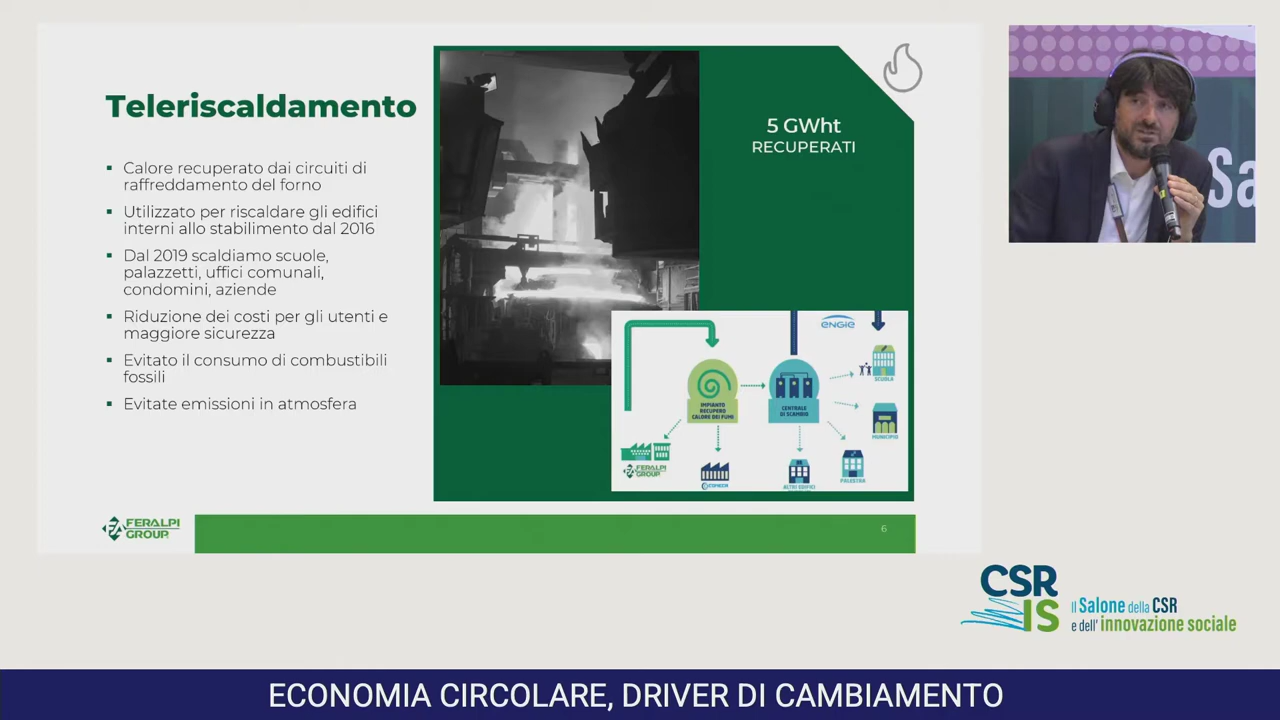 Teleriscaldamento
Calore recuperato dai circuiti di
raffreddamento del forno
Utilizzato per riscaldare gli edifici
interni allo stabilimento dal 2016
Dal 2019 scaldiamo scuole,
palazzetti, uffici comunali,
condomini, aziende
Riduzione dei costi per gli utenti e
maggiore sicurezza
Evitato il consumo di combustibili
fossili
Evitate emissioni in atmosfera
5 GWht
RECUPERATI
ENGIE
IMPIANTO
RECUPERO
CALORE DEI FUMI
CENTRALE
DI SCAMBIO
SCUOLA
MUNICIPIO
PALESTRA
ALTRI EDIFICI
FERALPI
GROUP
FERALPI
GROUP
6
Sa
CSR
IS
Il Salone della CSR
e dell'innovazione sociale
ECONOMIA CIRCOLARE, DRIVER DI CAMBIAMENTO